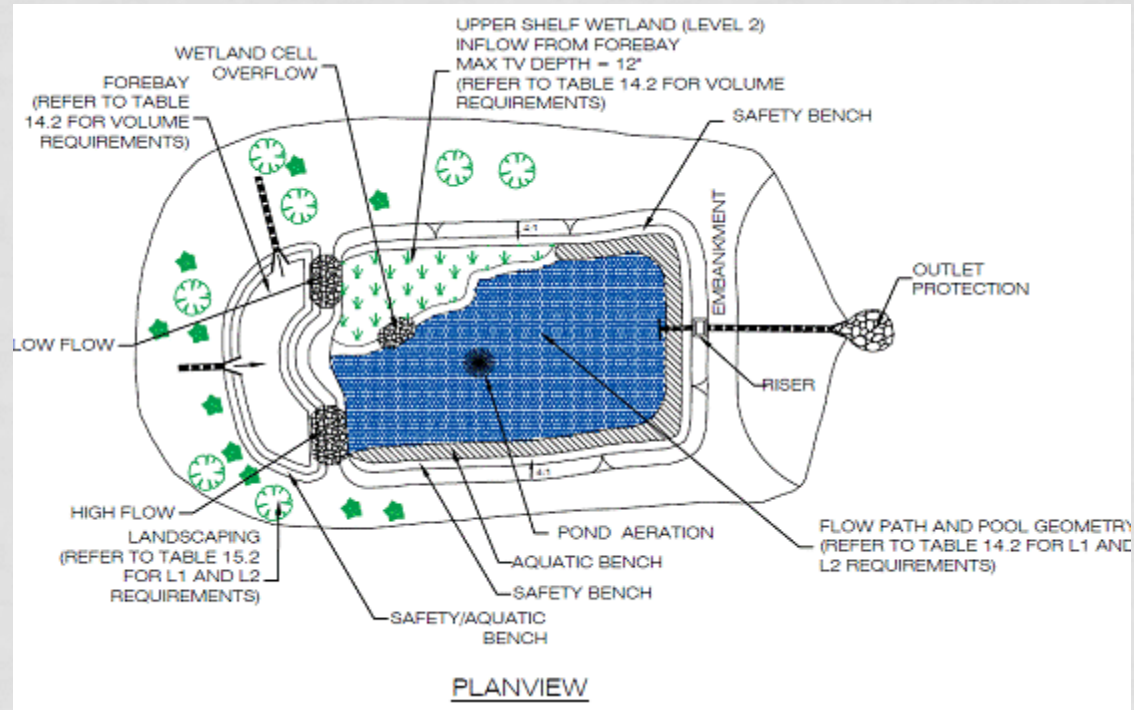 UPPER SHELF WETLAND (LEVEL 2)
INFLOW FROM FOREBAY
MAX TV DEPTH = 12"
(REFER TO TABLE 14.2 FOR VOLUME
REQUIREMENTS)
WETLAND CELL
OVERFLOW
FOREBAY
(REFER TO TABLE
14.2 FOR VOLUME
REQUIREMENTS)
SAFETY BENCH
4:1
EMBANKMENT
OUTLET
PROTECTION
LOW FLOW
RISER
4:1
HIGH FLOW
LANDSCAPING
(REFER TO TABLE 15.2
FOR L1 AND L2
REQUIREMENTS)
POND AERATION
AQUATIC BENCH
SAFETY BENCH
SAFETY/AQUATIC
BENCH
FLOW PATH AND POOL GEOMETRY
(REFER TO TABLE 14.2 FOR L1 AND
L2 REQUIREMENTS)
PLANVIEW